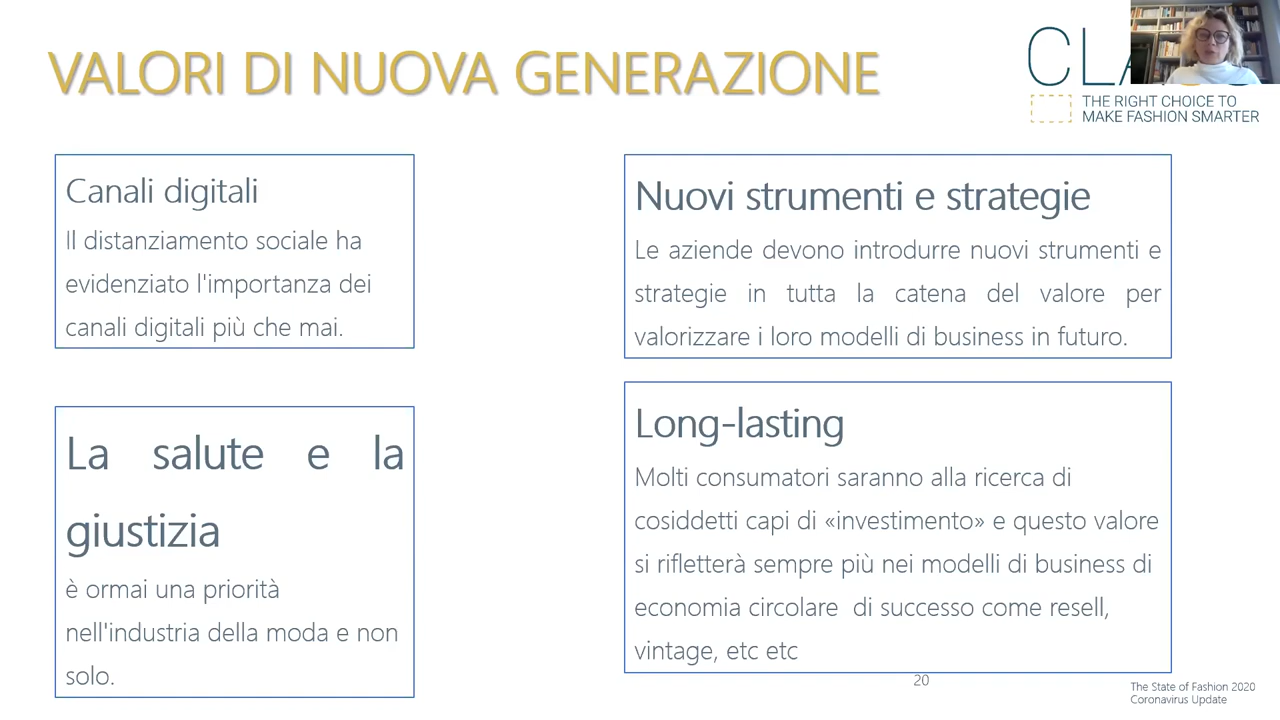 VALORI DI NUOVA GENERAZIONE
THE RIGHT CHOICE TO
MAKE FASHION SMARTER
Canali digitali
Il distanziamento sociale ha
evidenziato l'importanza dei
canali digitali più che mai.
Nuovi strumenti e strategie
Le aziende devono introdurre nuovi strumenti e
strategie in tutta la catena del valore per
valorizzare i loro modelli di business in futuro.
La salute e la
giustizia
è ormai una priorità
nell'industria della moda e non
solo.
Long-lasting
Molti consumatori saranno alla ricerca di
cosiddetti capi di «investimento» e questo valore
si rifletterà sempre più nei modelli di business di
economia circolare di successo come resell,
vintage, etc etc
20
The State of Fashion 2020
Coronavirus Update